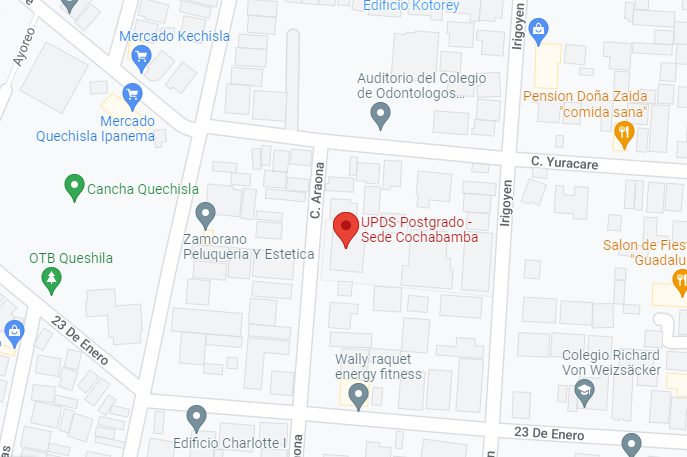 Edificio Kotorey
Irigoyen
Ayoreo
Mercado Kechisla
Auditorio del Colegio
de Odontologos...
Pension Doña Zaida
"comida sana"
Mercado
Quechisla Ipanema
C. Yuracare
Cancha Quechisla
C. Araona
Irigoyen
UPDS Postgrado -
Sede Cochabamba
Zamorano
Peluqueria Y Estetica
Salon de Fies
"Guadalu
OTB Queshila
23 De Enero
Wally raquet
energy fitness
Colegio Richard
Von Weizsäcker
23 De Enero
Edificio Charlotte I